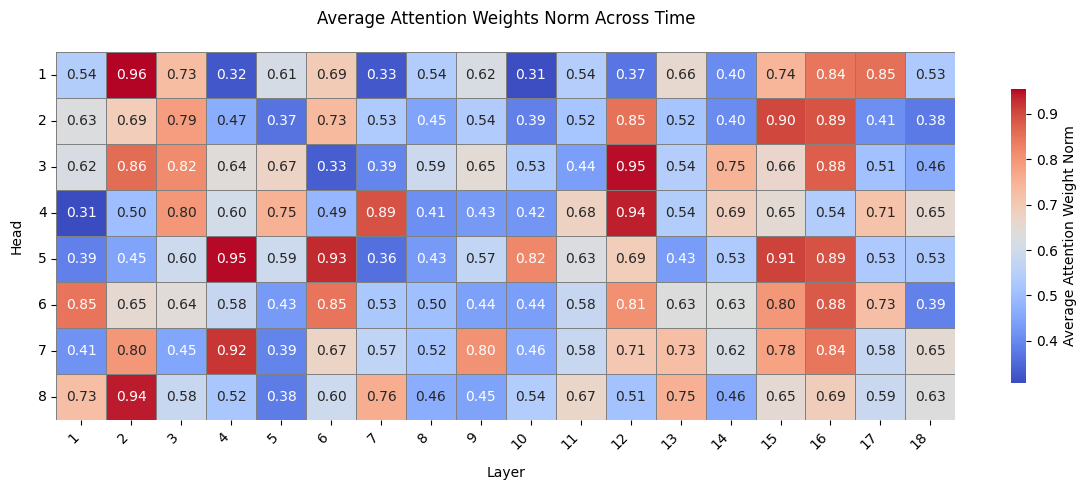 Average Attention Weights Norm Across Time
1 0.54 0.96 0.73 0.32 0.61 0.69 0.33 0.54 0.62 0.31 0.54 0.37 0.66 0.40 0.74 0.84 0.85 0.53
2 0.63 0.69 0.79 0.47 0.37 0.73 0.53 0.45 0.54 0.39 0.52 0.85 0.52 0.40 0.90 0.89 0.41 0.38
3 0.62 0.86 0.82 0.64 0.67 0.33 0.39 0.59 0.65 0.53 0.44 0.95 0.54 0.75 0.66 0.88 0.51 0.46
4 0.31 0.50 0.80 0.60 0.75 0.49 0.89 0.41 0.43 0.42 0.68 0.94 0.54 0.69 0.65 0.54 0.71 0.65
5 0.39 0.45 0.60 0.95 0.59 0.93 0.36 0.43 0.57 0.82 0.63 0.69 0.43 0.53 0.91 0.89 0.53 0.53
6 0.85 0.65 0.64 0.58 0.43 0.85 0.53 0.50 0.44 0.44 0.58 0.81 0.63 0.63 0.80 0.88 0.73 0.39
7 0.41 0.80 0.45 0.92 0.39 0.67 0.57 0.52 0.80 0.46 0.58 0.71 0.73 0.62 0.78 0.84 0.58 0.65
8 0.73 0.94 0.58 0.52 0.38 0.60 0.76 0.46 0.45 0.54 0.67 0.51 0.75 0.46 0.65 0.69 0.59 0.63
1 2 3 4 5 6 7 8 9 10 11 12 13 14 15 16 17 18
Layer
Head
0.9
0.8
0.7
0.6
0.5
0.4
Average Attention Weight Norm